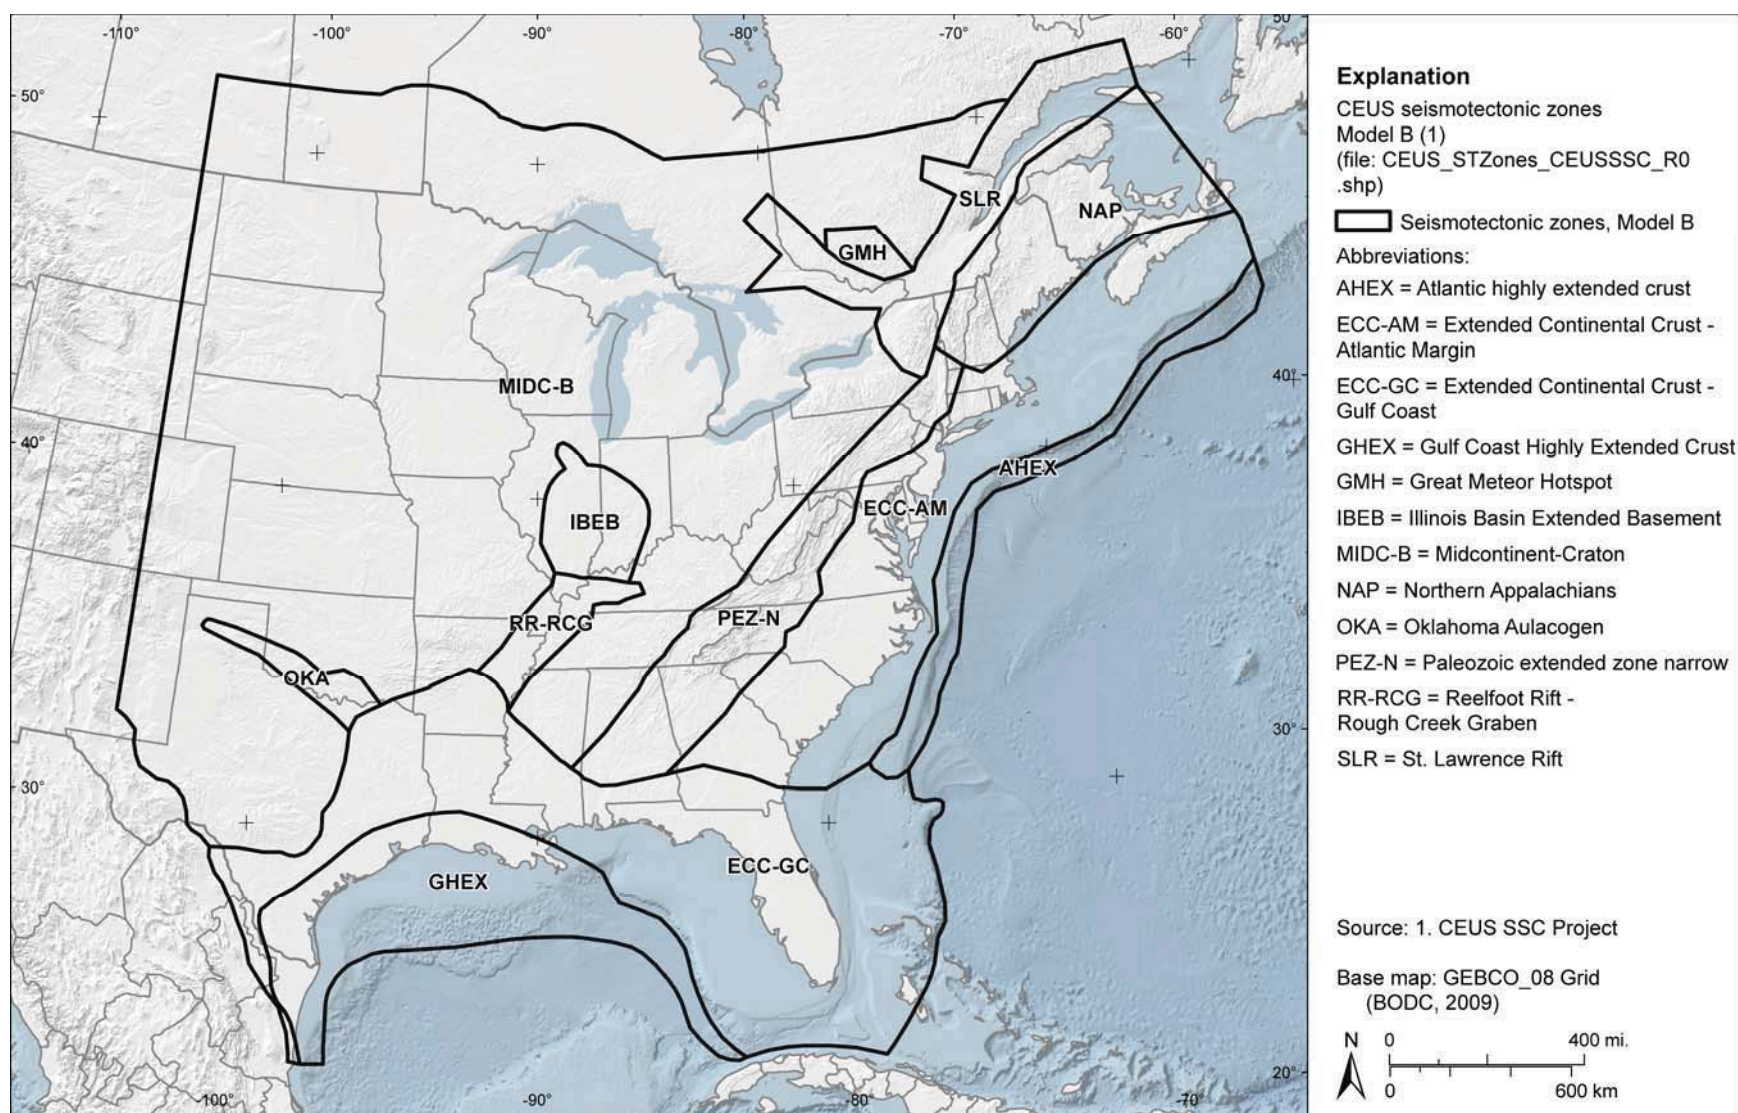 -110°
-100°
-90°
-80°
-70°
-60°
50°
50°
40°
40°
30°
30°
20°
-100°
-90°
-80°
-70°
SLR
NAP
GMH
MIDC-B
AHEX
ECC-AM
IBEB
RR-RCG
PEZ-N
OKA
ECC-GC
GHEX
Explanation
CEUS seismotectonic zones
Model B (1)
(file: CEUS_STZones_CEUSSSC_R0
.shp)
Seismotectonic zones, Model B
Abbreviations:
AHEX = Atlantic highly extended crust
ECC-AM = Extended Continental Crust -
Atlantic Margin
ECC-GC = Extended Continental Crust -
Gulf Coast
GHEX = Gulf Coast Highly Extended Crust
GMH = Great Meteor Hotspot
IBEB = Illinois Basin Extended Basement
MIDC-B = Midcontinent-Craton
NAP = Northern Appalachians
OKA = Oklahoma Aulacogen
PEZ-N = Paleozoic extended zone narrow
RR-RCG = Reelfoot Rift -
Rough Creek Graben
SLR = St. Lawrence Rift
Source: 1. CEUS SSC Project
Base map: GEBCO_08 Grid
(BODC, 2009)
N
0 400 mi.
0 600 km